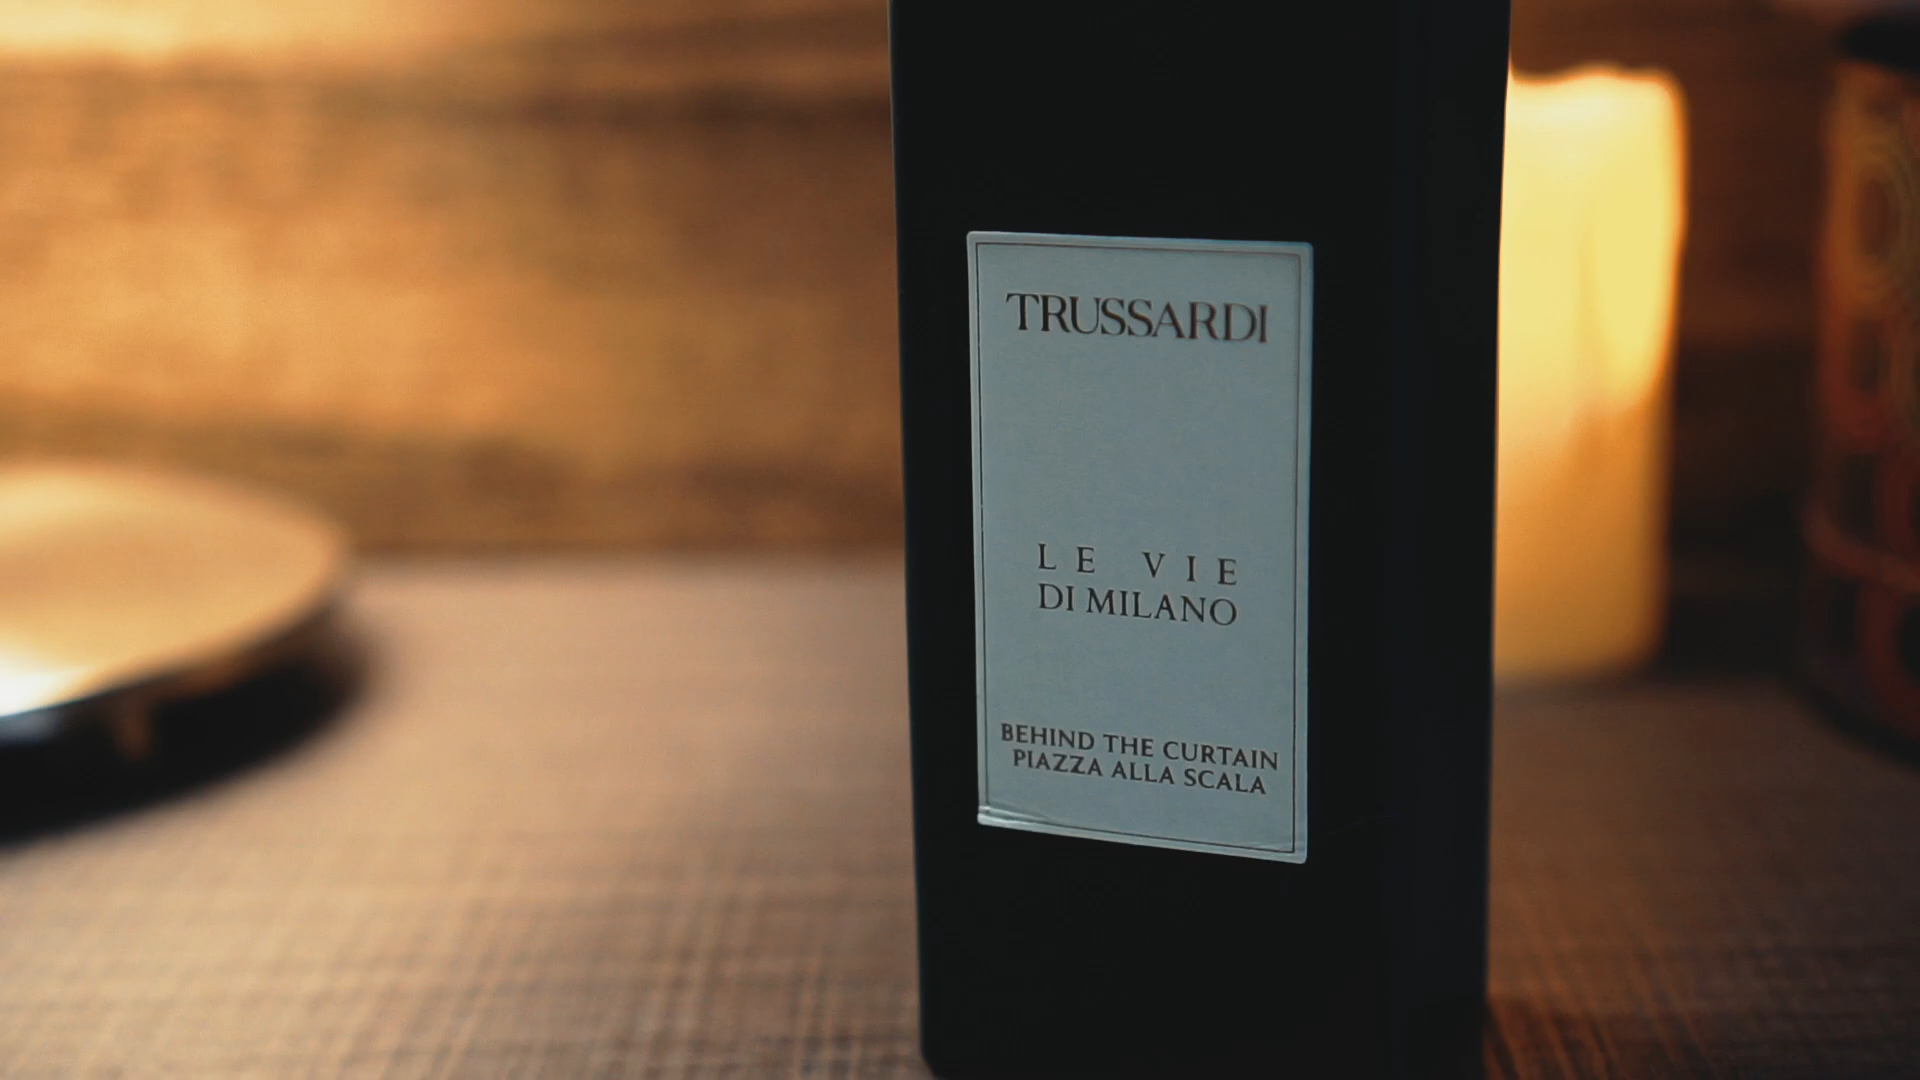 TRUSSARDI
LE VIE
DI MILANO
BEHIND THE CURTAIN
PIAZZA ALLA SCALA